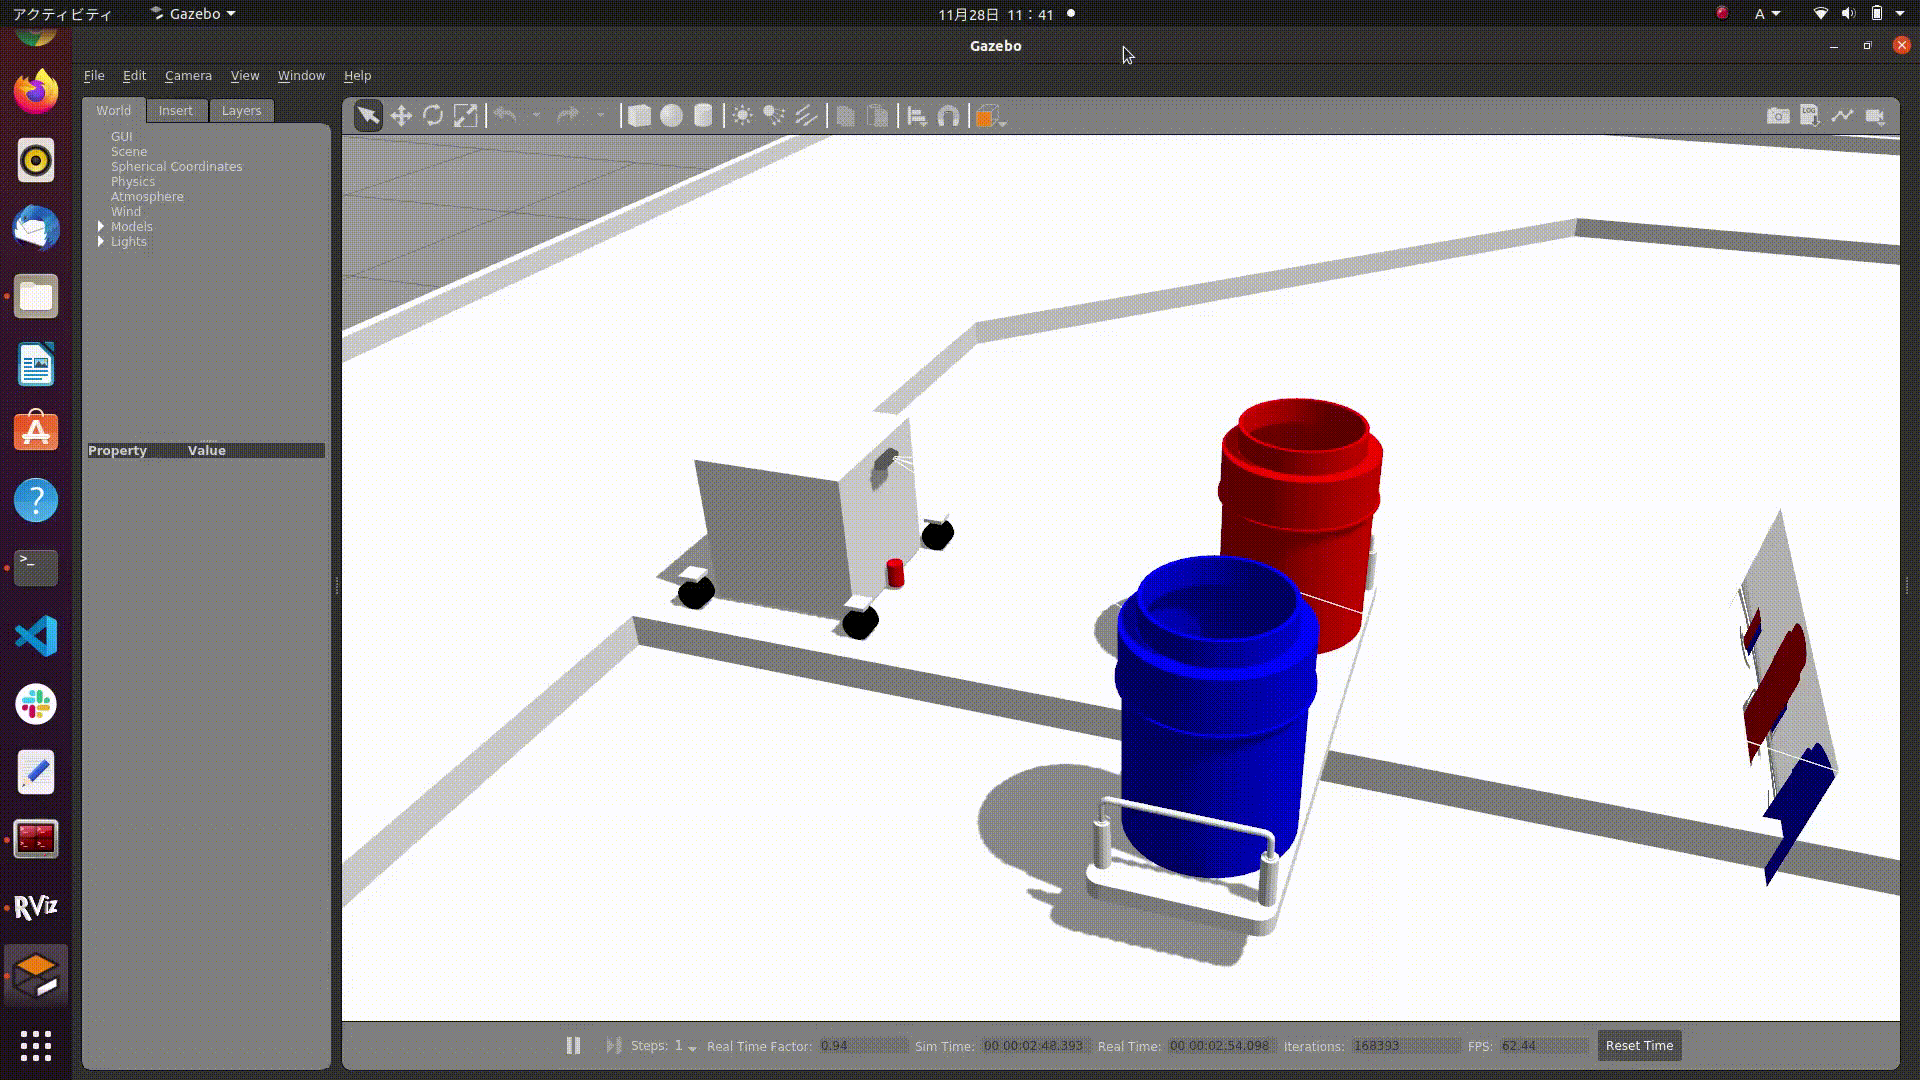 アクティビティ Gazebo 11月28日 11：41 A
Gazebo
File Edit Camera View Window Help
World Insert Layers
GUI
Scene
Spherical Coordinates
Physics
Atmosphere
Wind
Models
Lights
Property Value
RViz
Steps: 1 Real Time Factor: 0.94 Sim Time: 00 00:02:48.393 Real Time: 00 00:02:54.098 Iterations: 168393 FPS: 62.44 Reset Time